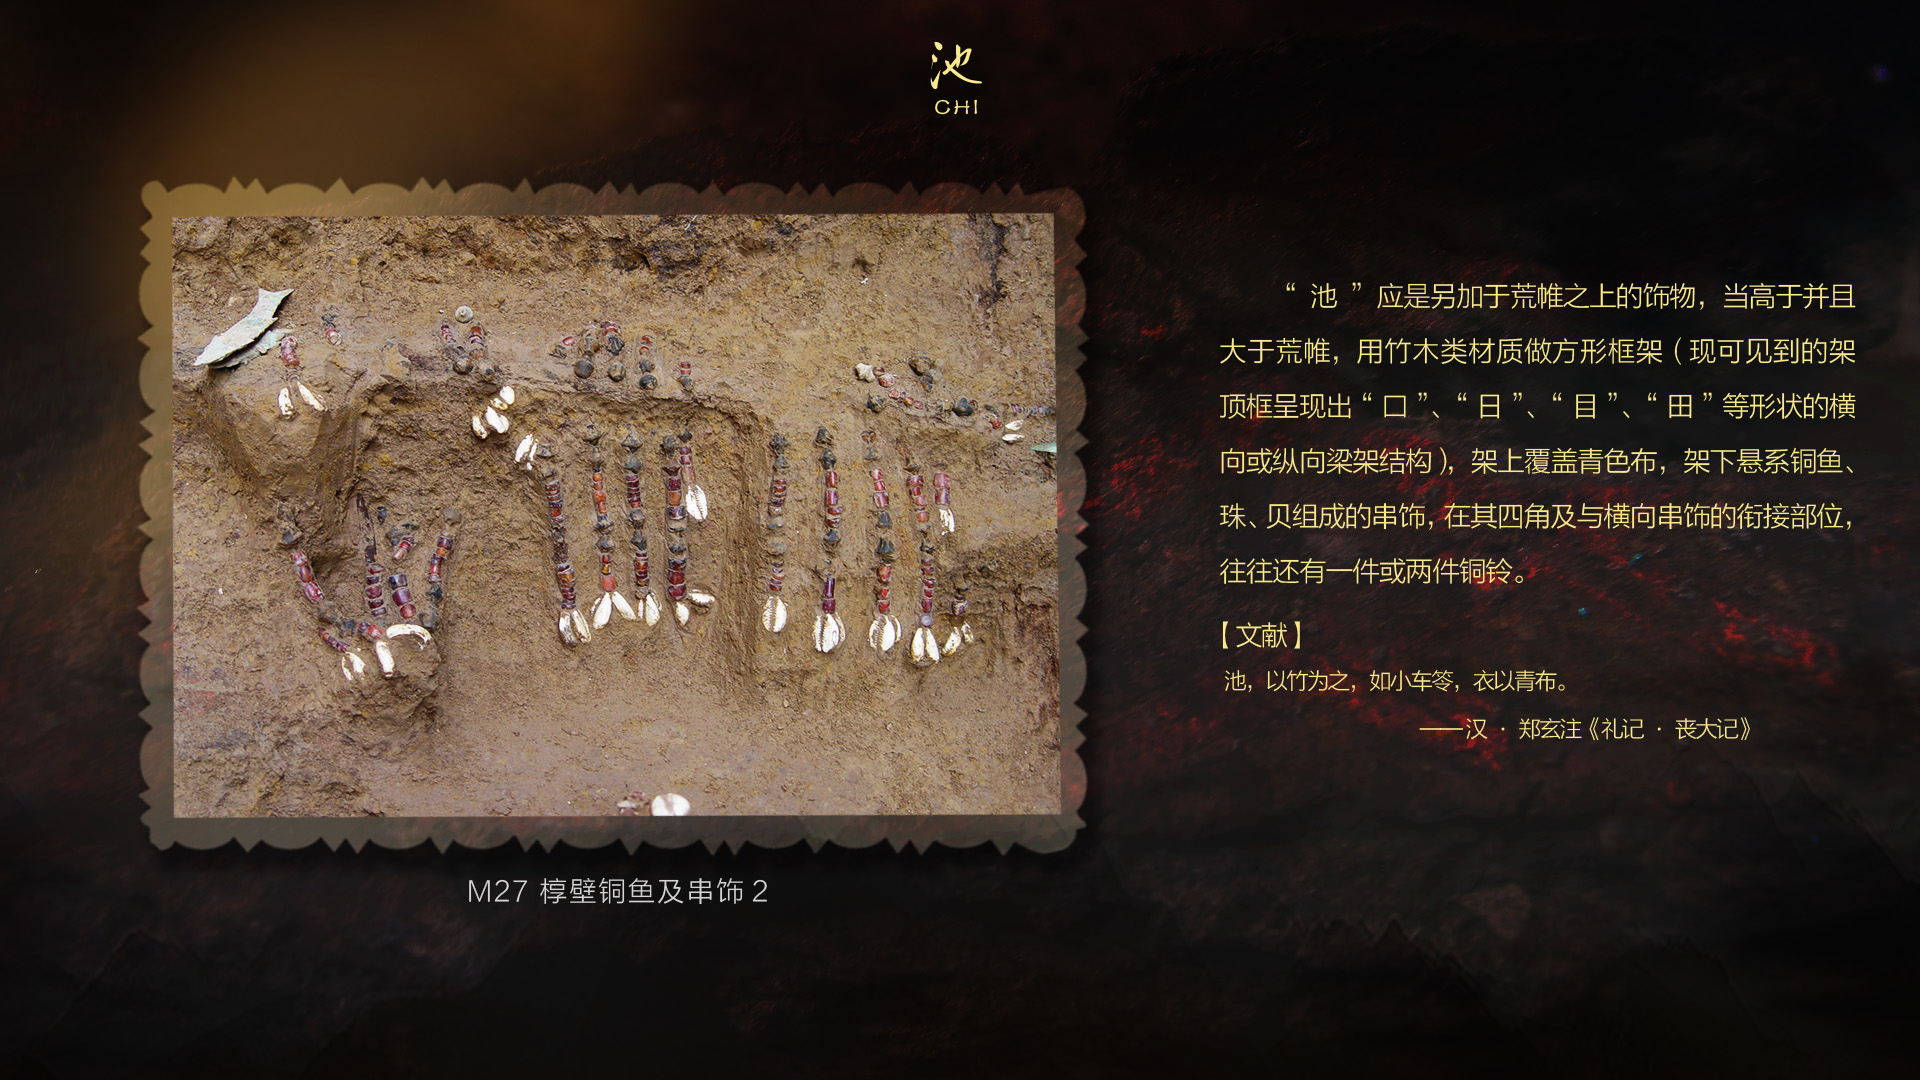 池
CHI
“池”应是另加于荒帷之上的饰物，当高于并且
大于荒帷，用竹木类材质做方形框架（现可见到的架
顶框呈现出“口”、“日”、“目”、“田”等形状的横
向或纵向梁架结构），架上覆盖青色布，架下悬系铜鱼、
珠、贝组成的串饰，在其四角及与横向串饰的衔接部位，
往往还有一件或两件铜铃。
【文献】
池，以竹为之，如小车笭，衣以青布。
——汉 · 郑玄注《礼记 · 丧大记》
M27 椁壁铜鱼及串饰 2